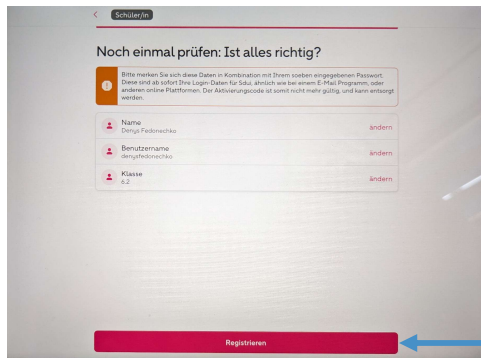 Schüler/in
Noch einmal prüfen: Ist alles richtig?
Bitte merken Sie sich diese Daten in Kombination mit Ihrem soeben eingegebenen Passwort.
Diese sind ab sofort Ihre Login-Daten für Sdui, ähnlich wie bei einem E-Mail Programm, oder
anderen online Plattformen. Der Aktivierungscode ist somit nicht mehr gültig, und kann entsorgt
werden.
Name
Denys Fedonechko
ändern
Benutzername
denysfedonechko
ändern
Klasse
6.2
ändern
Registrieren